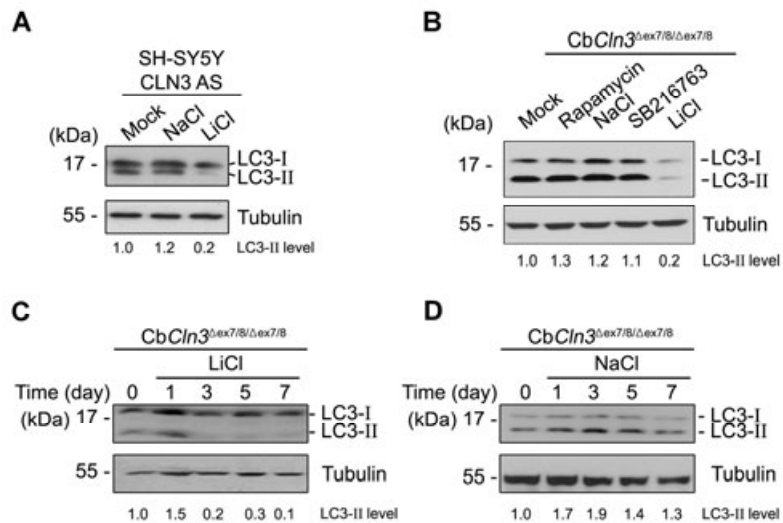 A
SH-SY5Y
CLN3 AS
(kDa)
Mock
NaCl
LiCl
17 -
LC3-I
LC3-II
55 -
Tubulin
1.0 1.2 0.2 LC3-II level
B
CbCln3Δex7/8/Δex7/8
(kDa)
Mock
Rapamycin
NaCl
SB216763
LiCl
17 -
LC3-I
LC3-II
55 -
Tubulin
1.0 1.3 1.2 1.1 0.2 LC3-II level
C
CbCln3Δex7/8/Δex7/8
LiCl
Time (day) 0 1 3 5 7
(kDa)
17 -
LC3-I
LC3-II
55 -
Tubulin
1.0 1.5 0.2 0.3 0.1 LC3-II level
D
CbCln3Δex7/8/Δex7/8
NaCl
Time (day) 0 1 3 5 7
(kDa)
17 -
LC3-I
LC3-II
55 -
Tubulin
1.0 1.7 1.9 1.4 1.3 LC3-II level